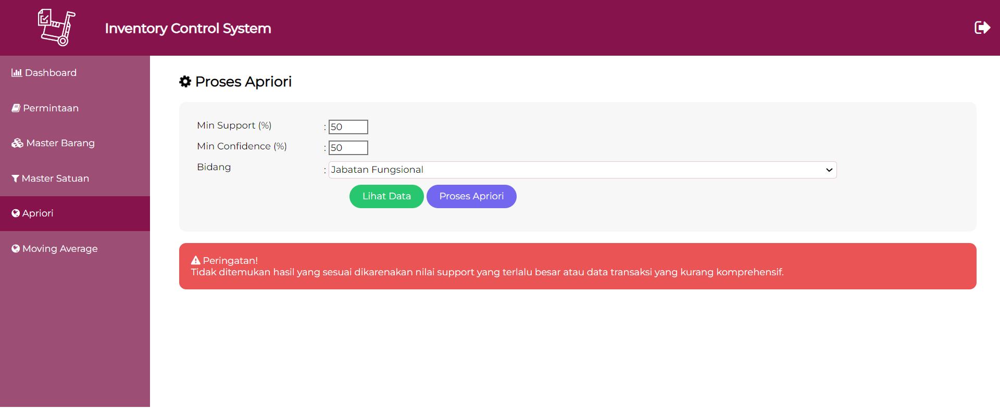 Inventory Control System
Dashboard
Permintaan
Master Barang
Master Satuan
Apriori
Moving Average
Proses Apriori
Min Support (%) : 50
Min Confidence (%) : 50
Bidang : Jabatan Fungsional
Lihat Data Proses Apriori
Peringatan!
Tidak ditemukan hasil yang sesuai dikarenakan nilai support yang terlalu besar atau data transaksi yang kurang komprehensif.